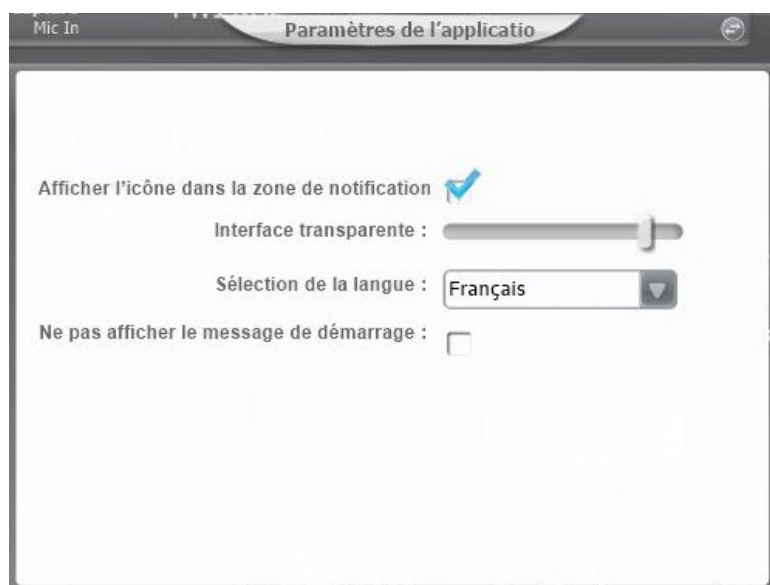 Mic In
Paramètres de l'applicatio
Afficher l'icône dans la zone de notification
Interface transparente :
Sélection de la langue :
Français
Ne pas afficher le message de démarrage :